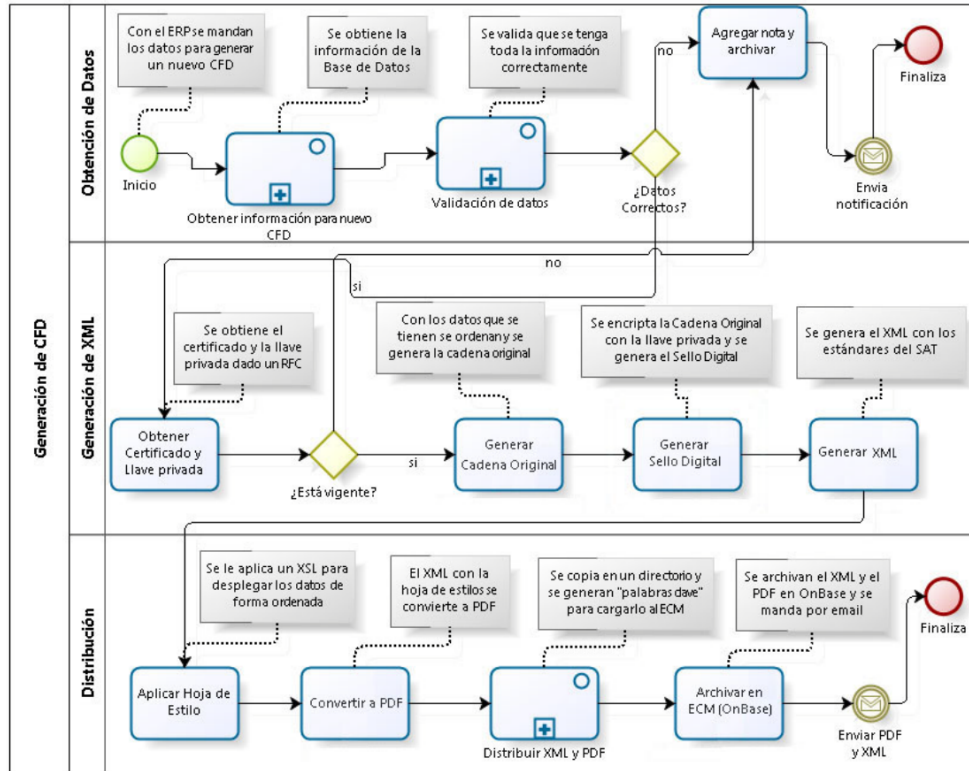 Generación de CFD
Obtención de Datos
Con el ERP se mandan
los datos para generar
un nuevo CFD
Se obtiene la
información de la
Base de Datos
Se valida que se tenga
toda la información
correctamente
no
Agregar nota y
archivar
Finaliza
Inicio
Obtener información para nuevo
CFD
Validación de datos
¿Datos
Correctos?
Envia
notificación
Generación de XML
no
si
Se obtiene el
certificado y la llave
privada dado un RFC
Con los datos que se
tienen se ordenan y se
genera la cadena original
Se encripta la Cadena Original
con la llave privada y se
genera el Sello Digital
Se genera el XML con los
estándares del SAT
Obtener
Certificado y
Llave privada
¿Está vigente?
si
Generar
Cadena Original
Generar
Sello Digital
Generar XML
Distribución
Se le aplica un XSL para
desplegar los datos de
forma ordenada
El XML con la
hoja de estilos se
convierte a PDF
Se copia en un directorio y
se generan "palabras clave"
para cargarlo al ECM
Se archivan el XML y el
PDF en OnBase y se
manda por email
Finaliza
Aplicar Hoja de
Estilo
Convertir a PDF
Distribuir XML y PDF
Archivar en
ECM (OnBase)
Enviar PDF
y XML